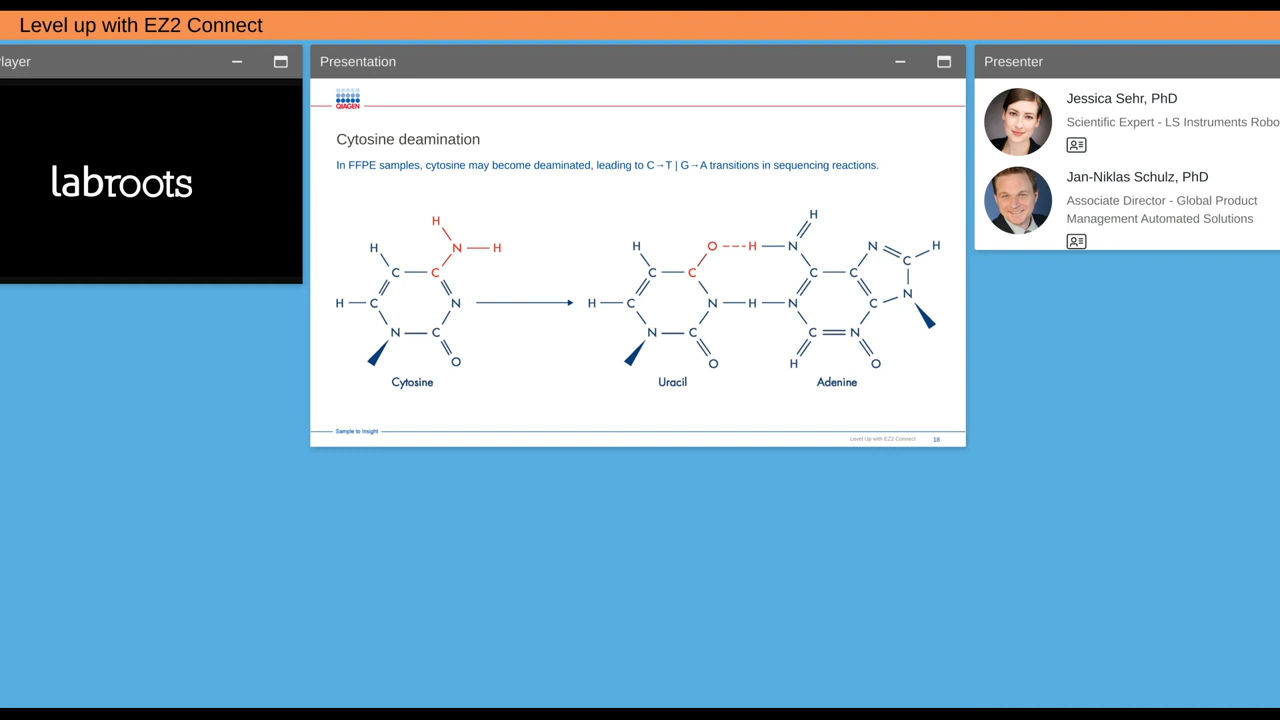 Level up with EZ2 Connect
layer
Presentation
Presenter
labroots
QIAGEN
Cytosine deamination
In FFPE samples, cytosine may become deaminated, leading to C→T | G→A transitions in sequencing reactions.
H
H
N
H
C
C
H
C
N
N
C
O
Cytosine
H
O
H
N
H
N
H
C
C
C
C
C
H
C
N
H
N
C
N
N
C
C
N
O
H
O
Uracil
Adenine
Sample to Insight
Level Up with EZ2 Connect
18
Jessica Sehr, PhD
Scientific Expert - LS Instruments Robo
Jan-Niklas Schulz, PhD
Associate Director - Global Product
Management Automated Solutions